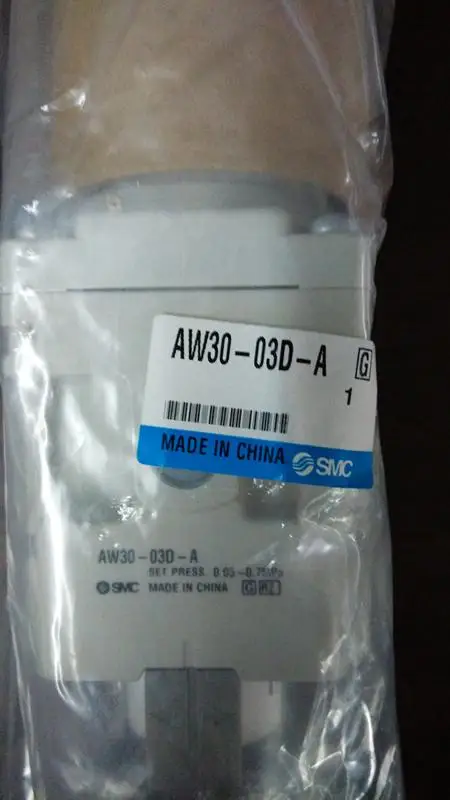 AW30-03D-A G
1
MADE IN CHINA SMC
AW30-03D-A
SET PRESS. 0.05-0.7MPa
SMC MADE IN CHINA G